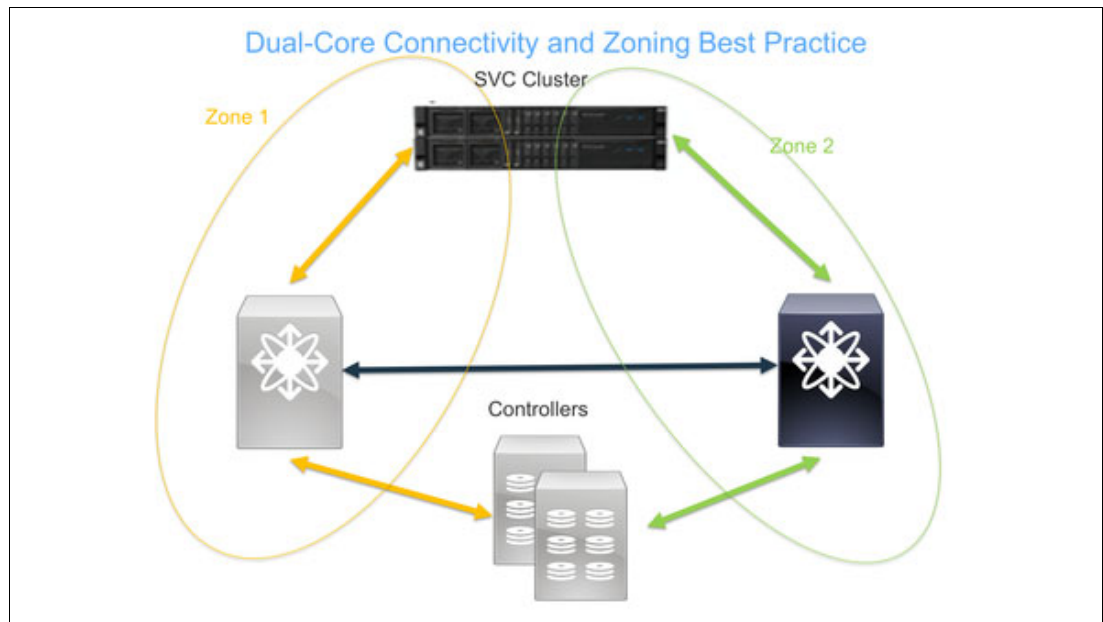 Dual-Core Connectivity and Zoning Best Practice
SVC Cluster
Zone 1
Zone 2
Controllers